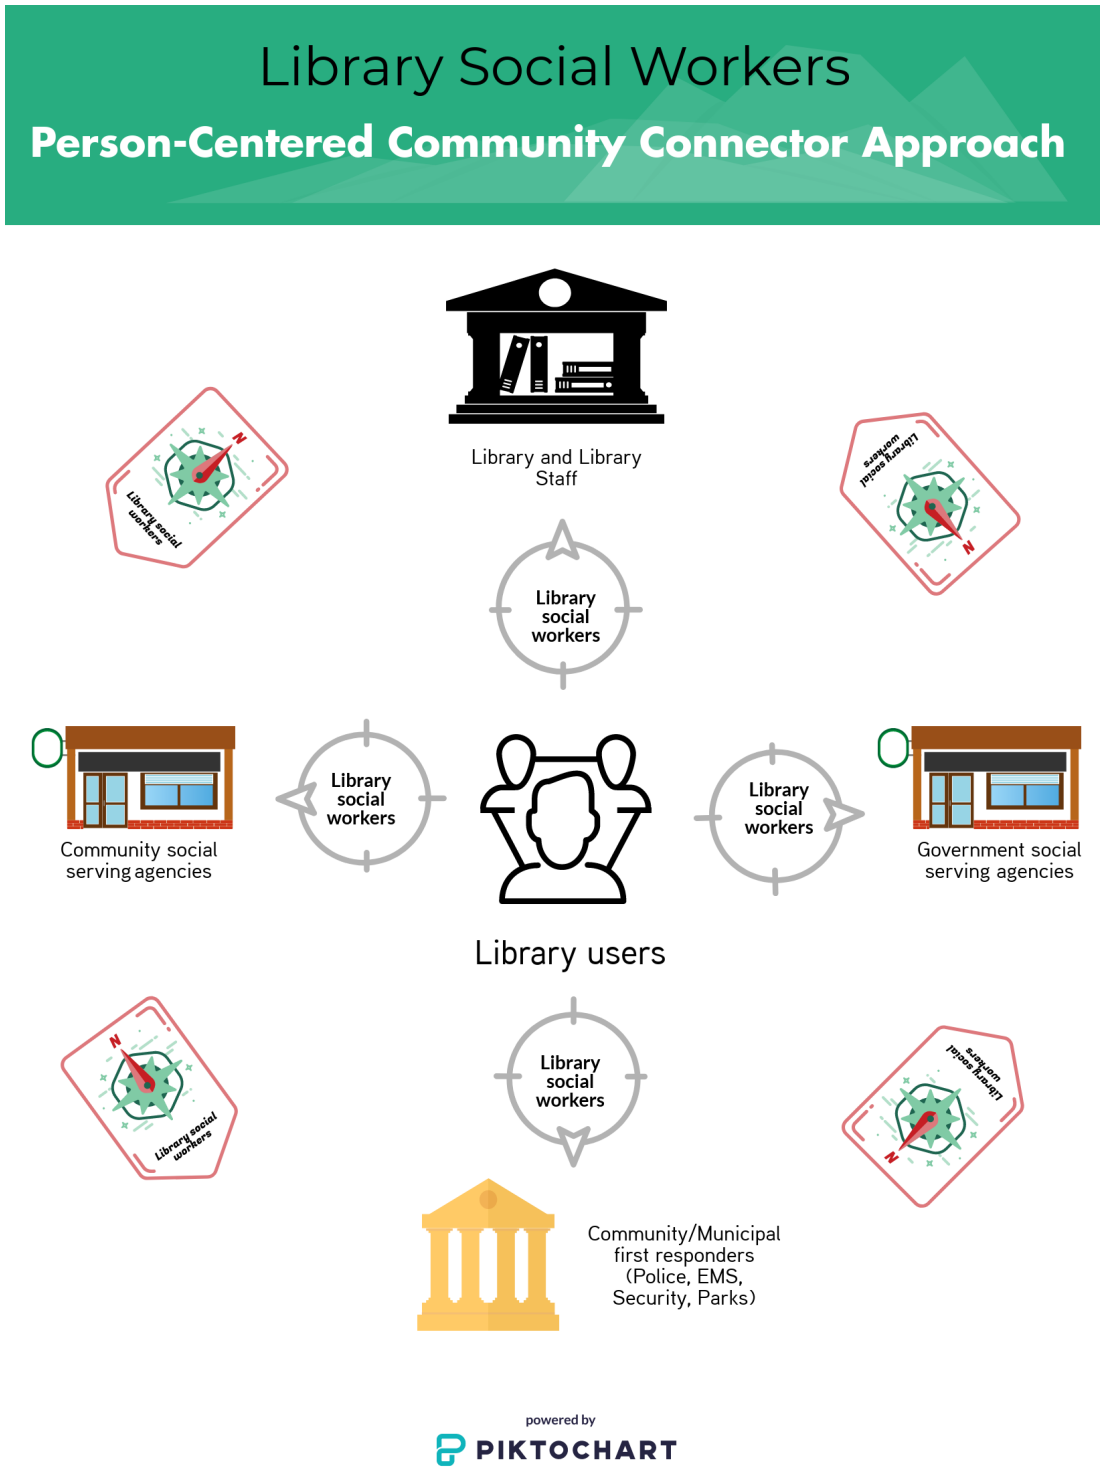 Library Social Workers
Person-Centered Community Connector Approach
Library and Library
Staff
N
Library social
workers
Library social
workers
N
Library
social
workers
Library
social
workers
Library
social
workers
Community social
serving agencies
Government social
serving agencies
Library users
N
Library social
workers
Library
social
workers
Library social
workers
N
Community/Municipal
first responders
(Police, EMS,
Security, Parks)
powered by
PIKTOCHART